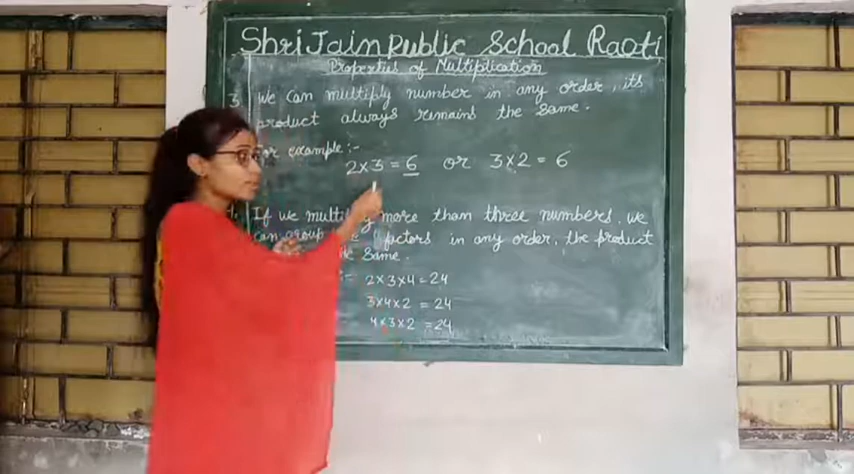 Shri Jain Public School Raoti
Properties of Multiplication
3. We can multiply number in any order, its
product always remains the same.
For example :-
2×3 = 6 or 3×2 = 6
4. If we multiply more than three numbers, we
can group factors in any order, the product
the same.
2×3×4 = 24
3×4×2 = 24
4×3×2 = 24